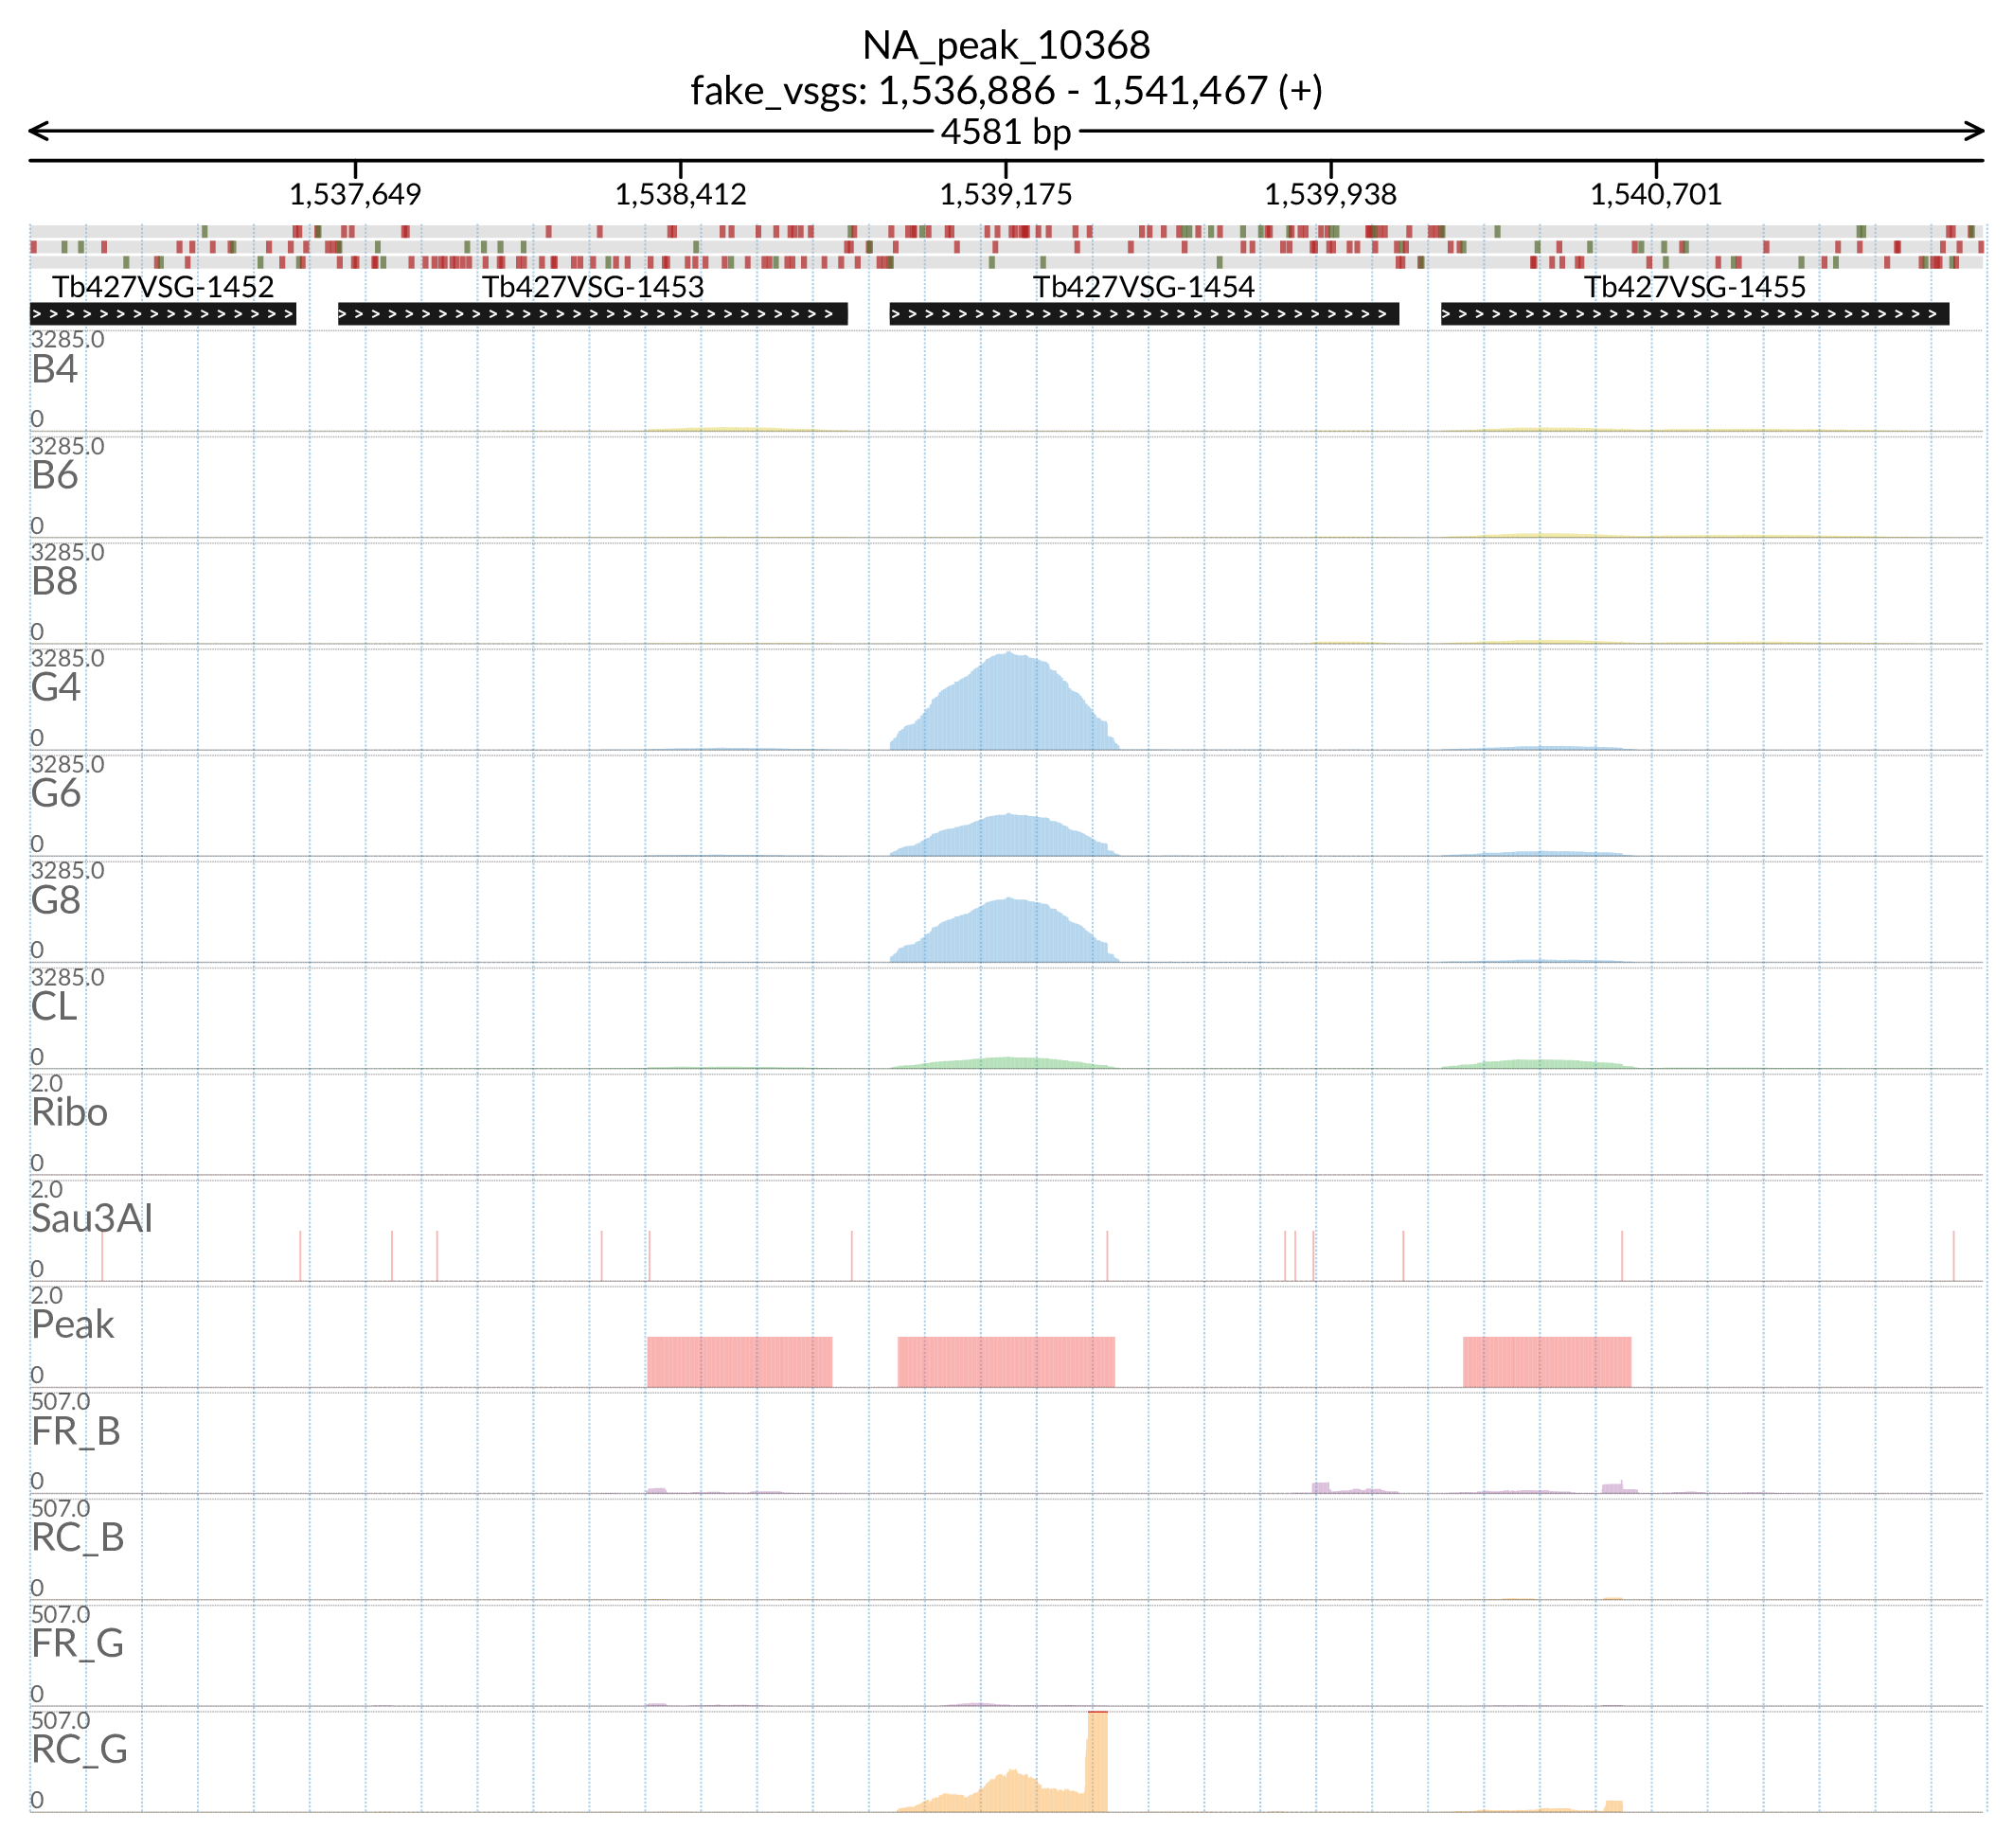 NA_peak_10368
fake_vsgs: 1,536,886 - 1,541,467 (+)
4581 bp
1,537,649 1,538,412 1,539,175 1,539,938 1,540,701
Tb427VSG-1452 Tb427VSG-1453 Tb427VSG-1454 Tb427VSG-1455
3285.0
B4
0
3285.0
B6
0
3285.0
B8
0
3285.0
G4
0
3285.0
G6
0
3285.0
G8
0
3285.0
CL
0
2.0
Ribo
0
2.0
Sau3AI
0
2.0
Peak
0
507.0
FR_B
0
507.0
RC_B
0
507.0
FR_G
0
507.0
RC_G
0